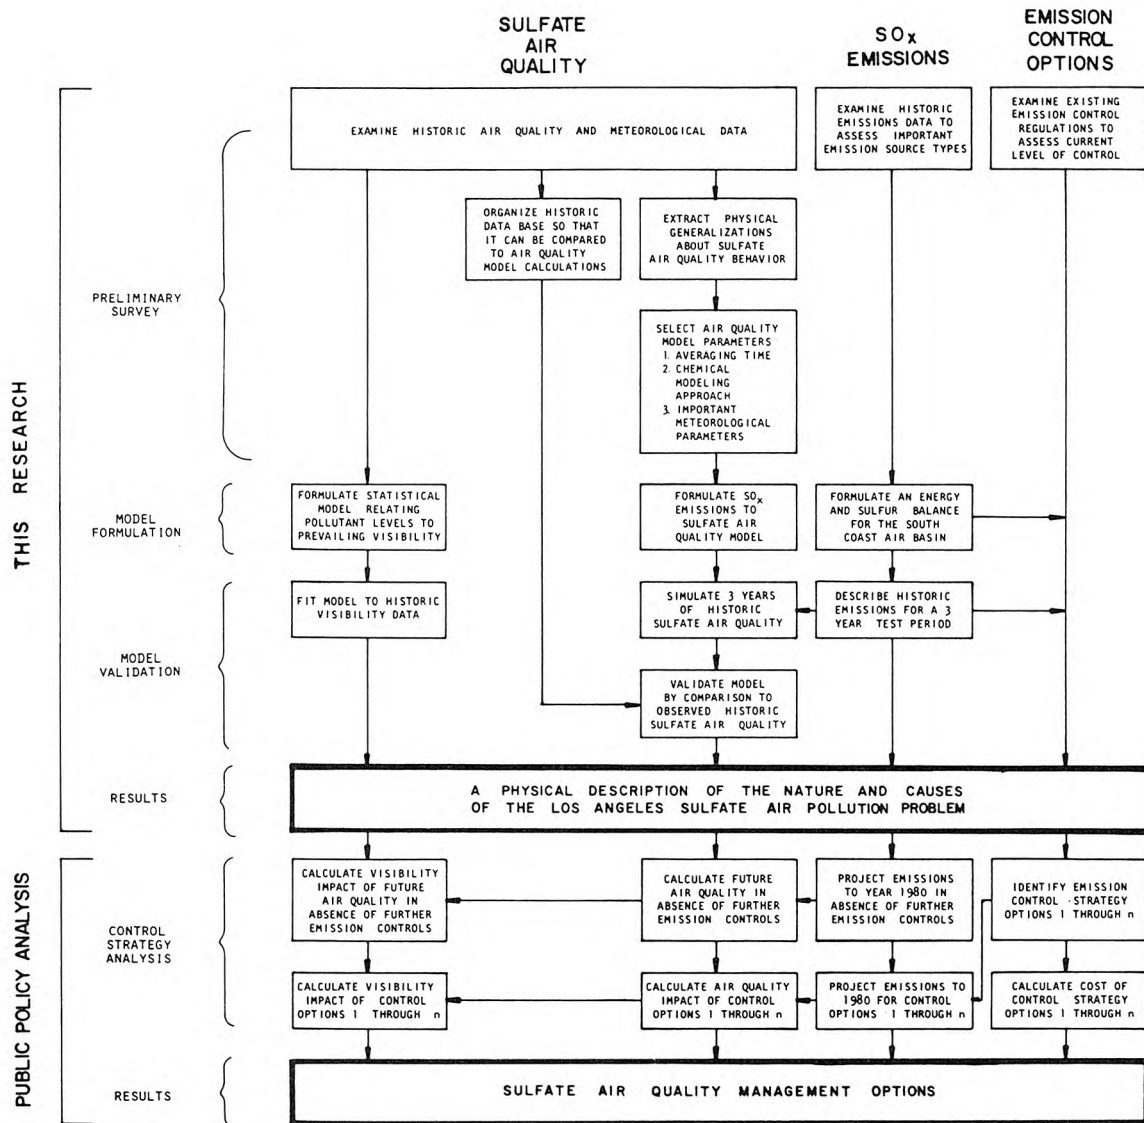 SULFATE
AIR
QUALITY
SOx
EMISSIONS
EMISSION
CONTROL
OPTIONS
THIS RESEARCH
PRELIMINARY
SURVEY
EXAMINE HISTORIC AIR QUALITY AND METEOROLOGICAL DATA
EXAMINE HISTORIC
EMISSIONS DATA TO
ASSESS IMPORTANT
EMISSION SOURCE TYPES
EXAMINE EXISTING
EMISSION CONTROL
REGULATIONS TO
ASSESS CURRENT
LEVEL OF CONTROL
ORGANIZE HISTORIC
DATA BASE SO THAT
IT CAN BE COMPARED
TO AIR QUALITY
MODEL CALCULATIONS
EXTRACT PHYSICAL
GENERALIZATIONS
ABOUT SULFATE
AIR QUALITY BEHAVIOR
SELECT AIR QUALITY
MODEL PARAMETERS
1. AVERAGING TIME
2. CHEMICAL
MODELING
APPROACH
3. IMPORTANT
METEOROLOGICAL
PARAMETERS
MODEL
FORMULATION
FORMULATE STATISTICAL
MODEL RELATING
POLLUTANT LEVELS TO
PREVAILING VISIBILITY
FORMULATE SOx
EMISSIONS TO
SULFATE AIR
QUALITY MODEL
FORMULATE AN ENERGY
AND SULFUR BALANCE
FOR THE SOUTH
COAST AIR BASIN
MODEL
VALIDATION
FIT MODEL TO HISTORIC
VISIBILITY DATA
SIMULATE 3 YEARS
OF HISTORIC
SULFATE AIR QUALITY
DESCRIBE HISTORIC
EMISSIONS FOR A 3
YEAR TEST PERIOD
VALIDATE MODEL
BY COMPARISON TO
OBSERVED HISTORIC
SULFATE AIR QUALITY
RESULTS
A PHYSICAL DESCRIPTION OF THE NATURE AND CAUSES
OF THE LOS ANGELES SULFATE AIR POLLUTION PROBLEM
PUBLIC POLICY ANALYSIS
CONTROL
STRATEGY
ANALYSIS
CALCULATE VISIBILITY
IMPACT OF FUTURE
AIR QUALITY IN
ABSENCE OF FURTHER
EMISSION CONTROLS
CALCULATE FUTURE
AIR QUALITY IN
ABSENCE OF FURTHER
EMISSION CONTROLS
PROJECT EMISSIONS
TO YEAR 1980 IN
ABSENCE OF FURTHER
EMISSION CONTROLS
IDENTIFY EMISSION
CONTROL STRATEGY
OPTIONS 1 THROUGH n
CALCULATE VISIBILITY
IMPACT OF CONTROL
OPTIONS 1 THROUGH n
CALCULATE AIR QUALITY
IMPACT OF CONTROL
OPTIONS 1 THROUGH n
PROJECT EMISSIONS TO
1980 FOR CONTROL
OPTIONS 1 THROUGH n
CALCULATE COST OF
CONTROL STRATEGY
OPTIONS 1 THROUGH n
RESULTS
SULFATE AIR QUALITY MANAGEMENT OPTIONS